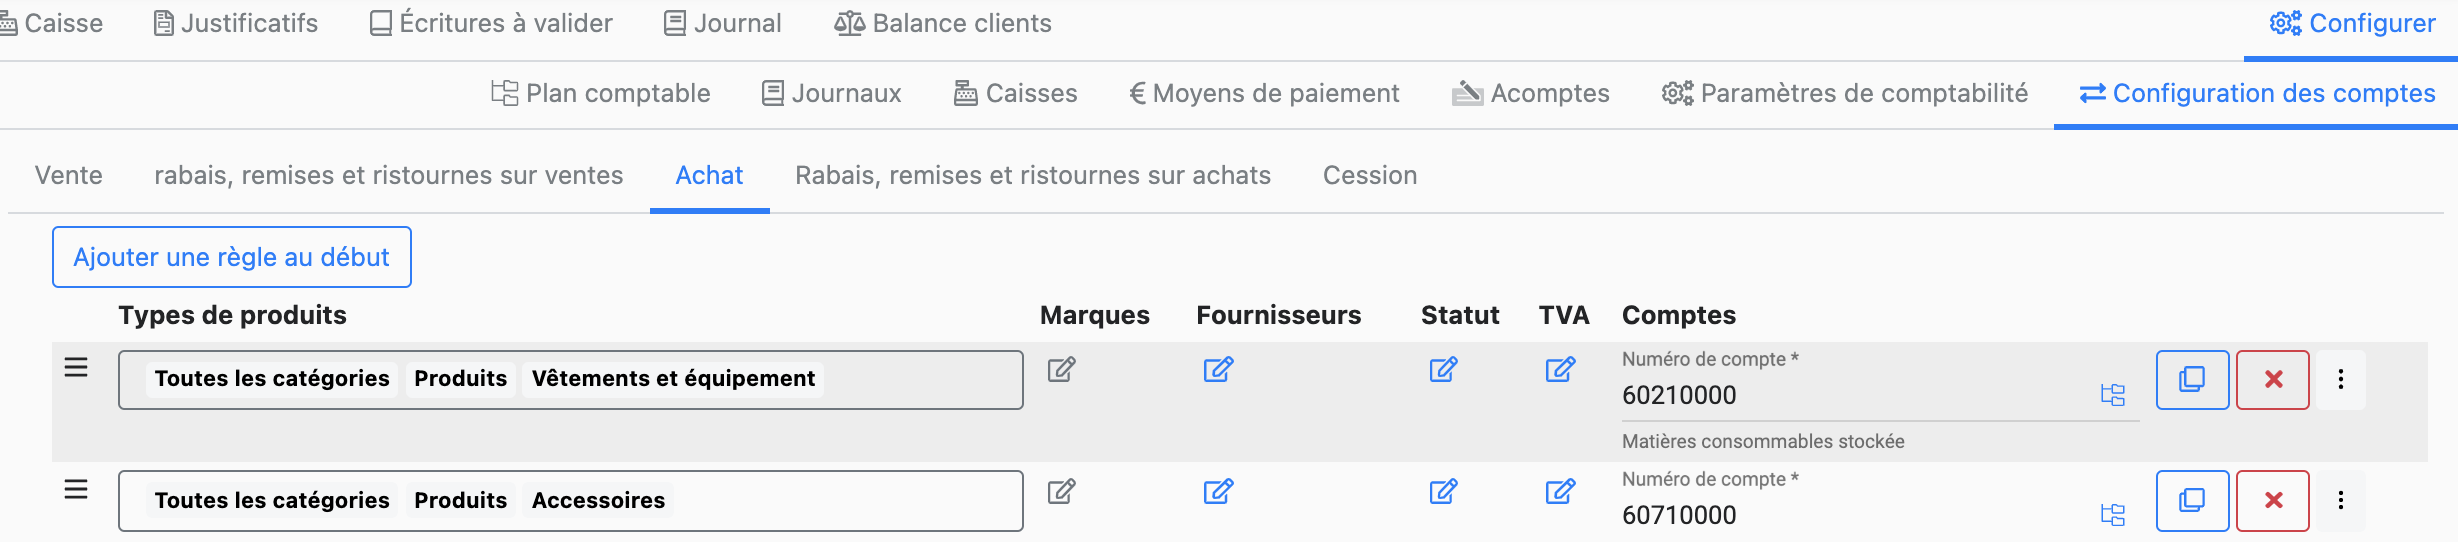 Caisse Justificatifs Écritures à valider Journal Balance clients Configurer
Plan comptable Journaux Caisses € Moyens de paiement Acomptes Paramètres de comptabilité Configuration des comptes
Vente rabais, remises et ristournes sur ventes Achat Rabais, remises et ristournes sur achats Cession
Ajouter une règle au début
Types de produits Marques Fournisseurs Statut TVA Comptes
Numéro de compte *
Toutes les catégories Produits Vêtements et équipement
60210000
Matières consommables stockée
Numéro de compte *
Toutes les catégories Produits Accessoires
60710000